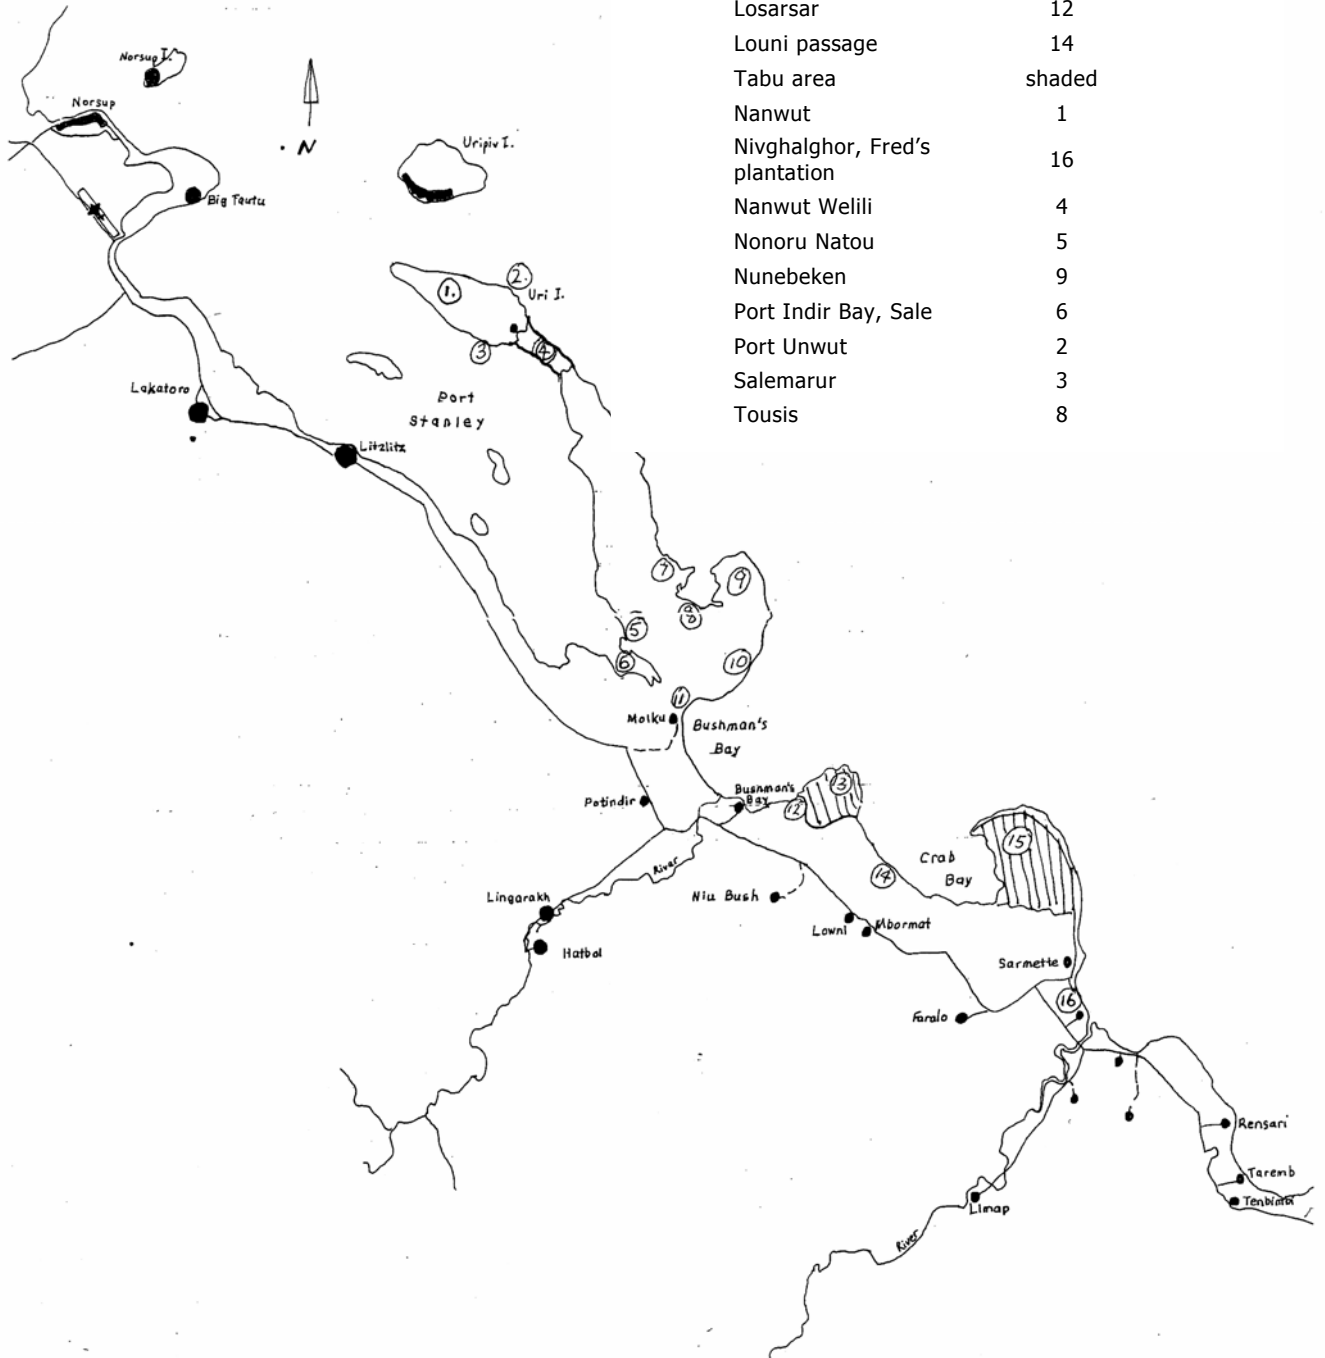 Losarsar 12
Louni passage 14
Tabu area shaded
Nanwut 1
Nivghalghor, Fred's
plantation 16
Nanwut Welili 4
Nonoru Natou 5
Nunebeken 9
Port Indir Bay, Sale 6
Port Unwut 2
Salemarur 3
Tousis 8
Norsup I.
Norsup
N
Uripiv I.
Big Tautu
1.
2.
Uri I.
3
4
Lakatoro
Port
Stanley
Litzlitz
7
9
8
5
6
10
11
Molku
Bushman's
Bay
Potindir
Bushman's
Bay
12
13
15
Crab
Bay
14
River
Niu Bush
Lingarakh
Lowni
Mbormat
Hatbol
Sarmette
16
Faralo
Rensari
Taremb
Tenbimbi
Limap
River